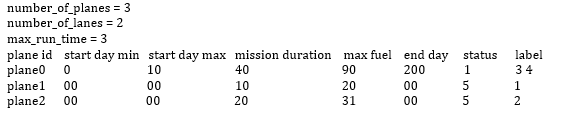 number_of_planes = 3
number_of_lanes = 2
max_run_time = 3
plane id start day min start day max mission duration max fuel end day status label
plane0 0 10 40 90 200 1 3 4
plane1 00 00 10 20 00 5 1
plane2 00 00 20 31 00 5 2